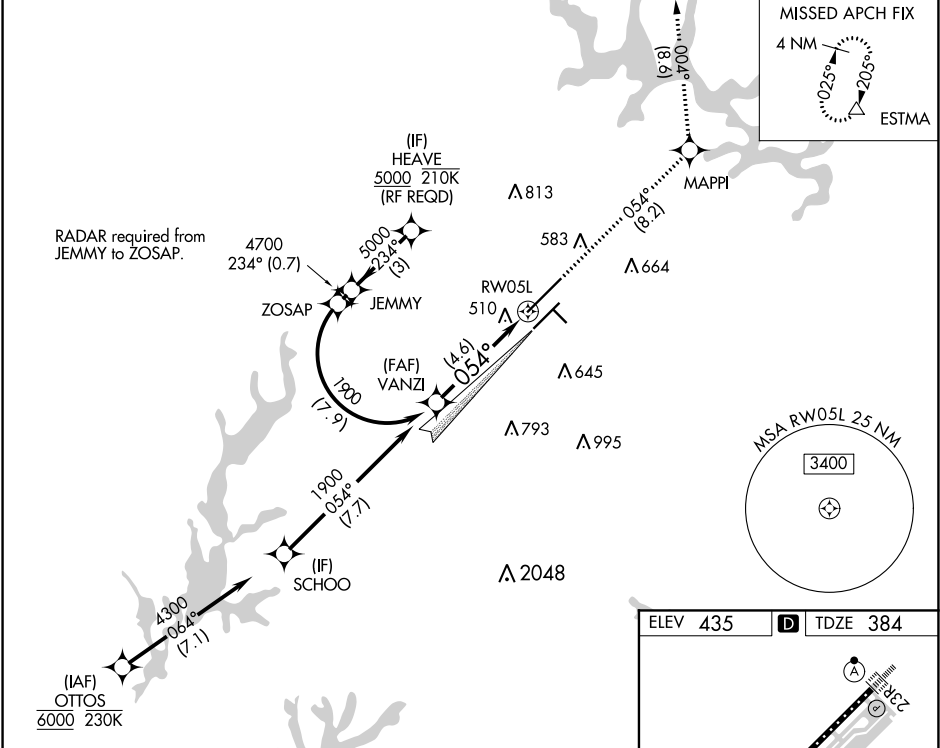 MISSED APCH FIX
4 NM
025°
205°
ESTMA
004°
(8.6)
MAPPI
054°
(8.2)
(IF)
HEAVE
5000 210K
(RF REQD)
813
583
664
RADAR required from
JEMMY to ZOSAP.
4700
234° (0.7)
5000
234°
(3)
ZOSAP
JEMMY
RW05L
510
(4.6)
054°
(FAF)
VANZI
645
1900
(7.9)
793
995
MSA RW05L 25 NM
3400
1900
054°
(7.7)
(IF)
SCHOO
2048
4300
064°
(7.1)
(IAF)
OTTOS
6000 230K
ELEV 435 D TDZE 384
A
P
23R